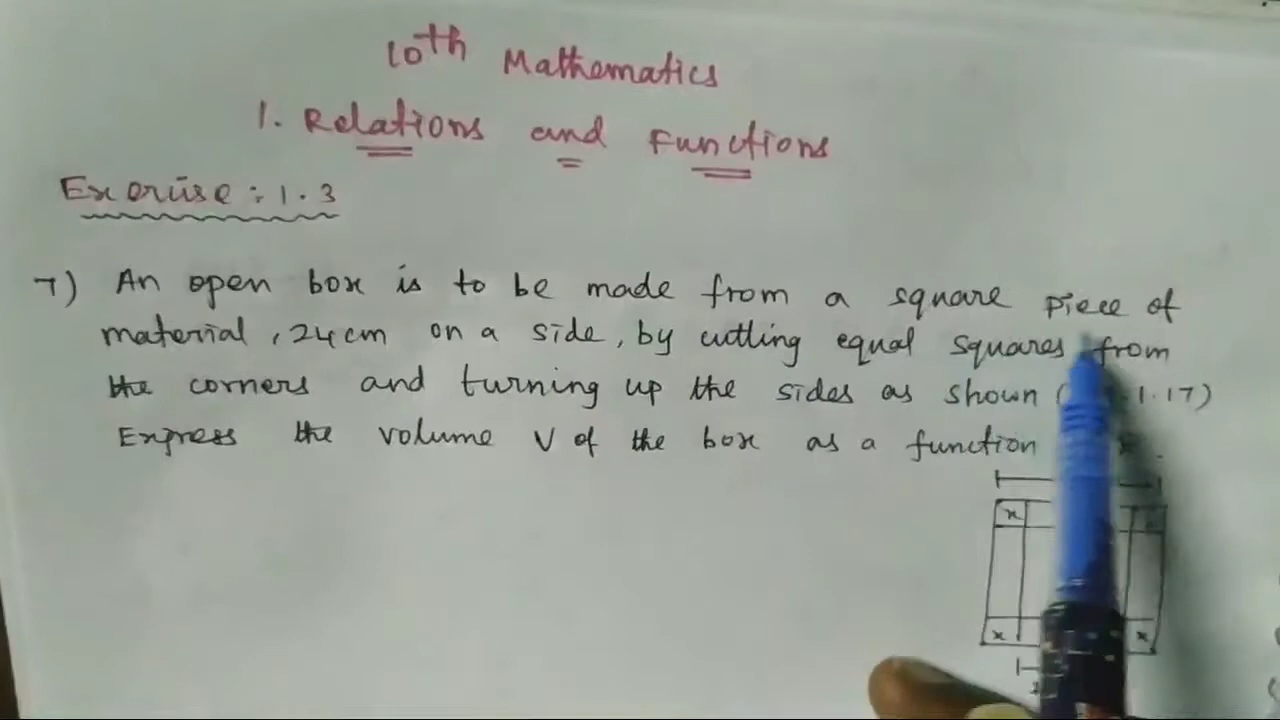 10th Mathematics
1. Relations and Functions
Exercise : 1.3
7) An open box is to be made from a square piece of
material, 24cm on a side, by cutting equal squares from
the corners and turning up the sides as shown ( 1.17)
Express the volume V of the box as a function
x
x x